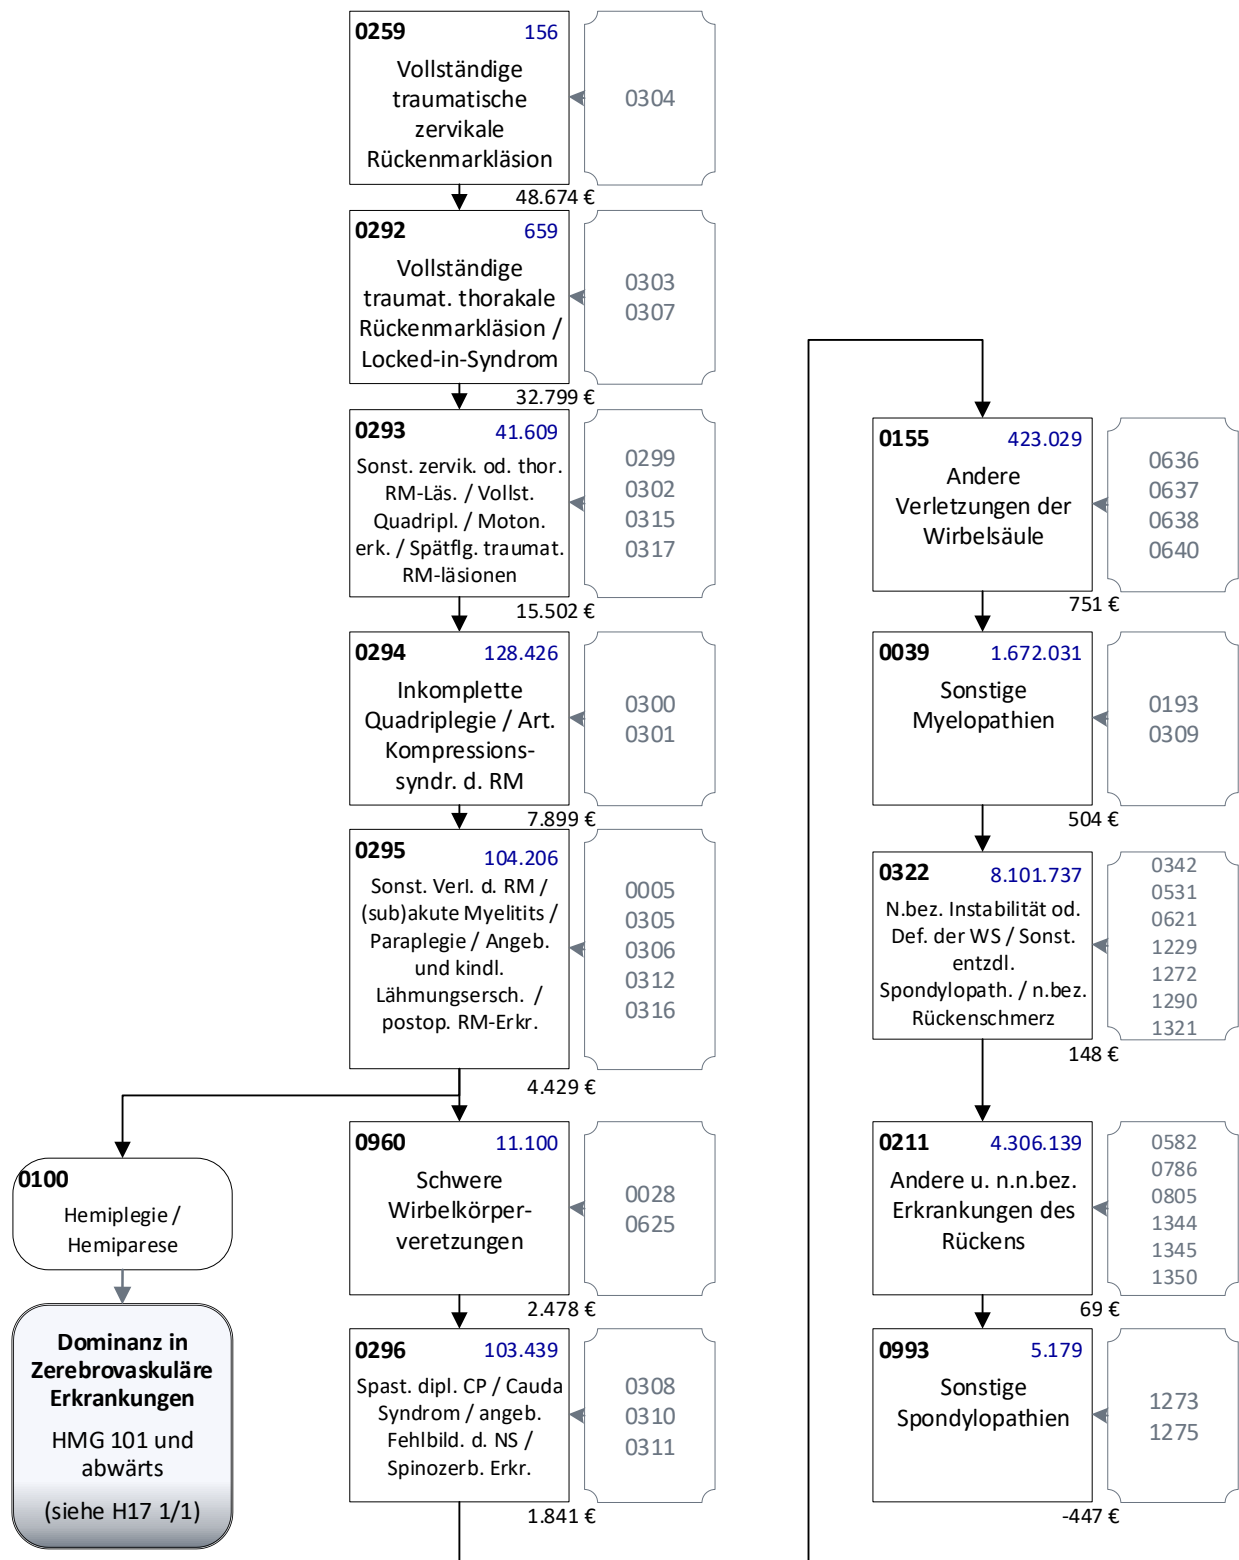 0259 156
Vollständige
traumatische
zervikale
Rückenmarkläsion
0304
48.674 €
0292 659
Vollständige
traumat. thorakale
Rückenmarkläsion /
Locked-in-Syndrom
0303
0307
32.799 €
0293 41.609
Sonst. zervik. od. thor.
RM-Läs. / Vollst.
Quadripl. / Moton.
erk. / Spätflg. traumat.
RM-läsionen
0299
0302
0315
0317
15.502 €
0294 128.426
Inkomplette
Quadriplegie / Art.
Kompressions-
syndr. d. RM
0300
0301
7.899 €
0295 104.206
Sonst. Verl. d. RM /
(sub)akute Myelitits /
Paraplegie / Angeb.
und kindl.
Lähmungsersch. /
postop. RM-Erkr.
0005
0305
0306
0312
0316
4.429 €
0100
Hemiplegie /
Hemiparese
Dominanz in
Zerebrovaskuläre
Erkrankungen
HMG 101 und
abwärts
(siehe H17 1/1)
0960 11.100
Schwere
Wirbelkörper-
veretzungen
0028
0625
2.478 €
0296 103.439
Spast. dipl. CP / Cauda
Syndrom / angeb.
Fehlbild. d. NS /
Spinozerb. Erkr.
0308
0310
0311
1.841 €
0155 423.029
Andere
Verletzungen der
Wirbelsäule
0636
0637
0638
0640
751 €
0039 1.672.031
Sonstige
Myelopathien
0193
0309
504 €
0322 8.101.737
N.bez. Instabilität od.
Def. der WS / Sonst.
entzdl.
Spondylopath. / n.bez.
Rückenschmerz
0342
0531
0621
1229
1272
1290
1321
148 €
0211 4.306.139
Andere u. n.n.bez.
Erkrankungen des
Rückens
0582
0786
0805
1344
1345
1350
69 €
0993 5.179
Sonstige
Spondylopathien
1273
1275
-447 €